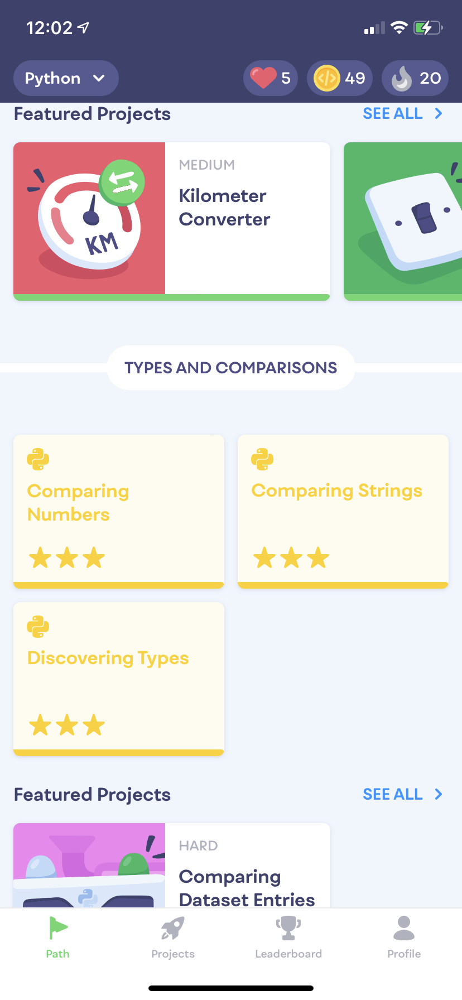 12:02
Python
5
49
20
Featured Projects
SEE ALL
MEDIUM
Kilometer
Converter
KM
TYPES AND COMPARISONS
Comparing
Numbers
Comparing Strings
Discovering Types
Featured Projects
SEE ALL
HARD
Comparing
Dataset Entries
Path
Projects
Leaderboard
Profile